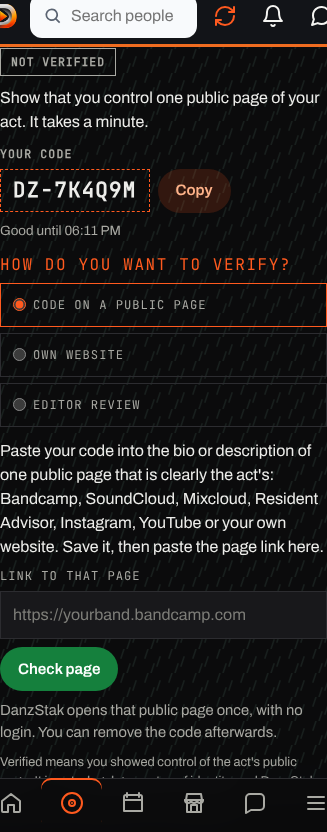 Search people
NOT VERIFIED
Show that you control one public page of your
act. It takes a minute.
YOUR CODE
DZ-7K4Q9M
Copy
Good until 06:11 PM
HOW DO YOU WANT TO VERIFY?
CODE ON A PUBLIC PAGE
OWN WEBSITE
EDITOR REVIEW
Paste your code into the bio or description of
one public page that is clearly the act's:
Bandcamp, SoundCloud, Mixcloud, Resident
Advisor, Instagram, YouTube or your own
website. Save it, then paste the page link here.
LINK TO THAT PAGE
https://yourband.bandcamp.com
Check page
DanzStak opens that public page once, with no
login. You can remove the code afterwards.
Verified means you showed control of the act's public